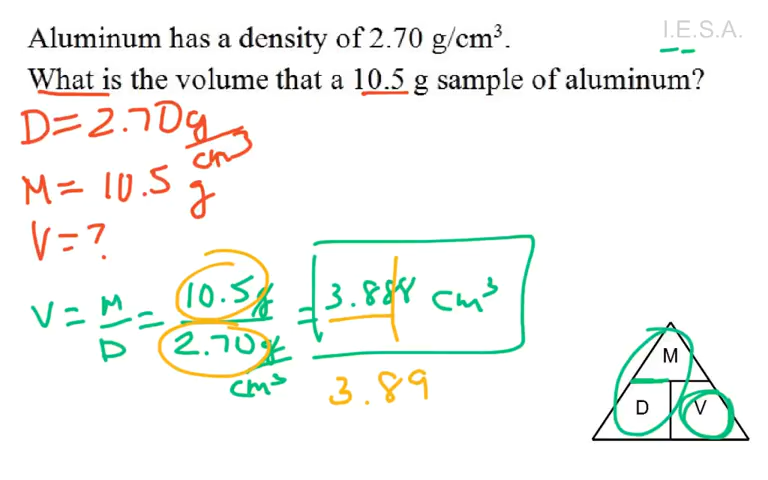 I.E.S.A.
Aluminum has a density of 2.70 g/cm³.
What is the volume that a 10.5 g sample of aluminum?
D = 2.70 g/cm³
M = 10.5 g
V = ?
V = M/D = 10.5 g / 2.70 g/cm³ = 3.888 cm³
3.89
M
D V